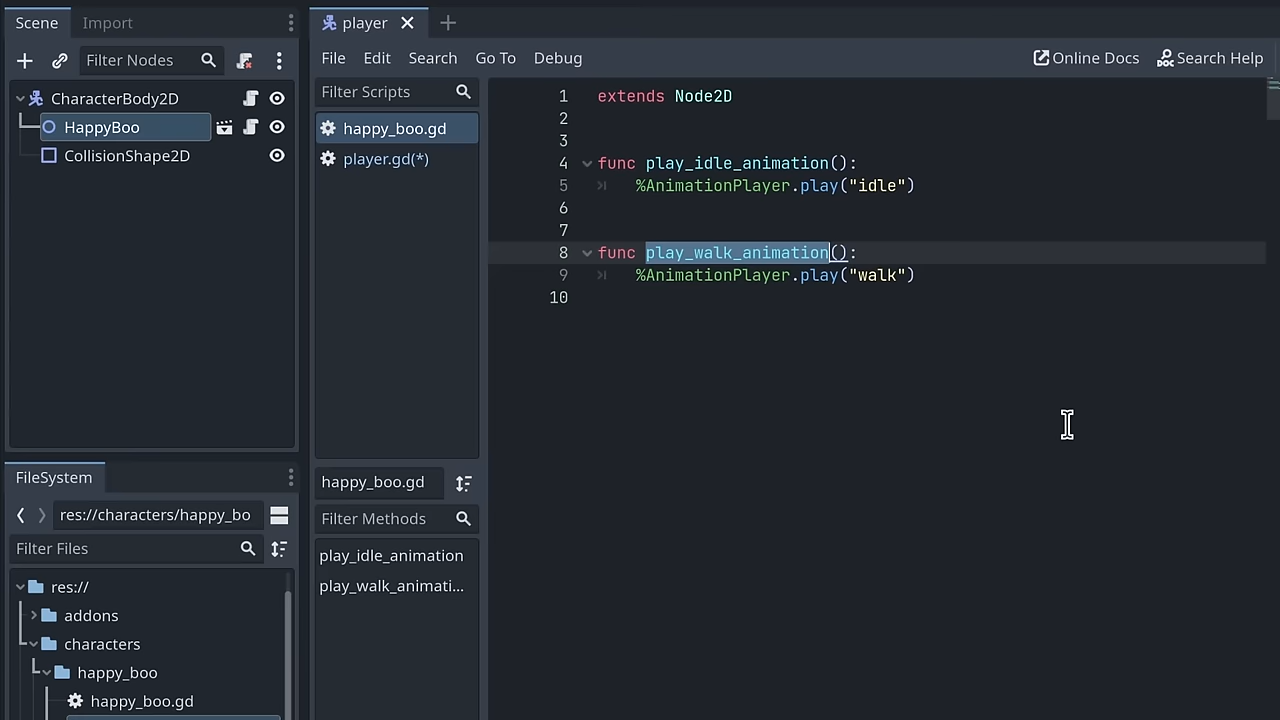 Scene
Import
Filter Nodes
CharacterBody2D
HappyBoo
CollisionShape2D
FileSystem
res://characters/happy_bo
Filter Files
res://
addons
characters
happy_boo
happy_boo.gd
player
File Edit Search Go To Debug
Online Docs
Search Help
Filter Scripts
happy_boo.gd
player.gd(*)
happy_boo.gd
Filter Methods
play_idle_animation
play_walk_animati...
1 extends Node2D
2
3
4 func play_idle_animation():
5 %AnimationPlayer.play("idle")
6
7
8 func play_walk_animation():
9 %AnimationPlayer.play("walk")
10